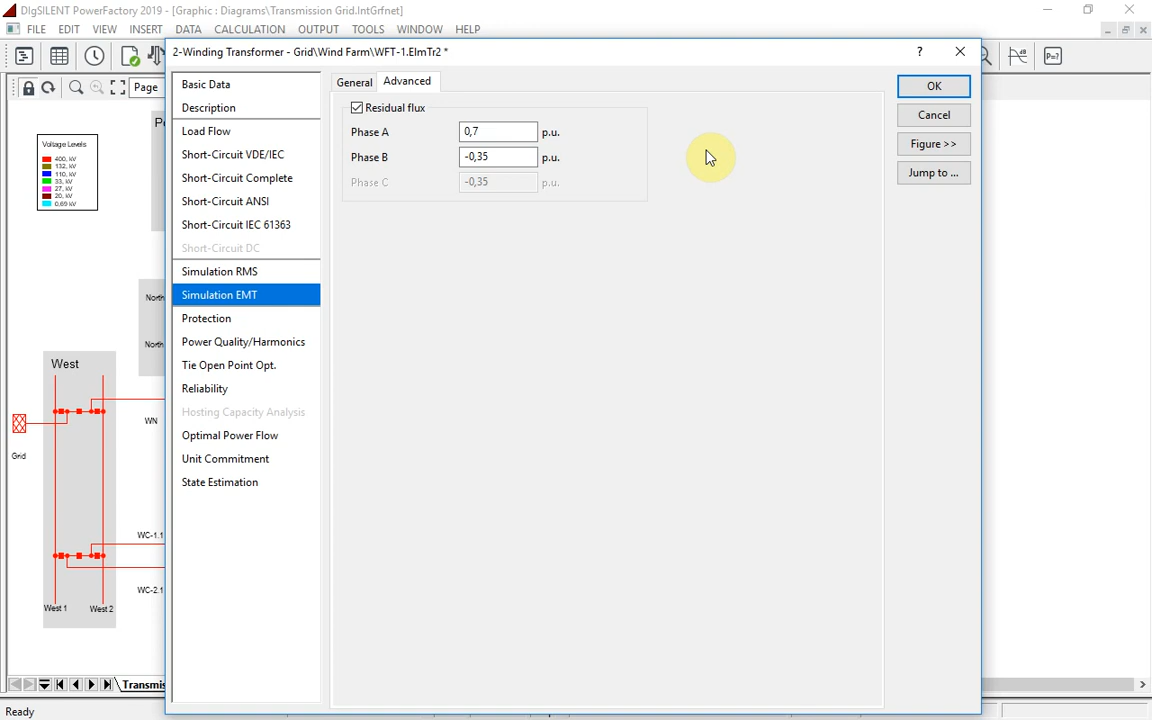 DIgSILENT PowerFactory 2019 - [Graphic : Diagrams\Transmission Grid.IntGrfnet]
FILE EDIT VIEW INSERT DATA CALCULATION OUTPUT TOOLS WINDOW HELP
2-Winding Transformer - Grid\Wind Farm\WFT-1.ElmTr2 *
?
Page
Basic Data
Description
Load Flow
Short-Circuit VDE/IEC
Short-Circuit Complete
Short-Circuit ANSI
Short-Circuit IEC 61363
Short-Circuit DC
Simulation RMS
Simulation EMT
Protection
Power Quality/Harmonics
Tie Open Point Opt.
Reliability
Hosting Capacity Analysis
Optimal Power Flow
Unit Commitment
State Estimation
General Advanced
Residual flux
Phase A 0,7 p.u.
Phase B -0,35 p.u.
Phase C -0,35 p.u.
OK
Cancel
Figure >>
Jump to ...
P=?
Voltage Levels
400, kV
132, kV
110, kV
33, kV
27, kV
20, kV
0,69 kV
North
North
West
WN
Grid
WC-1.1
WC-2.1
West 1 West 2
Transmis
Ready